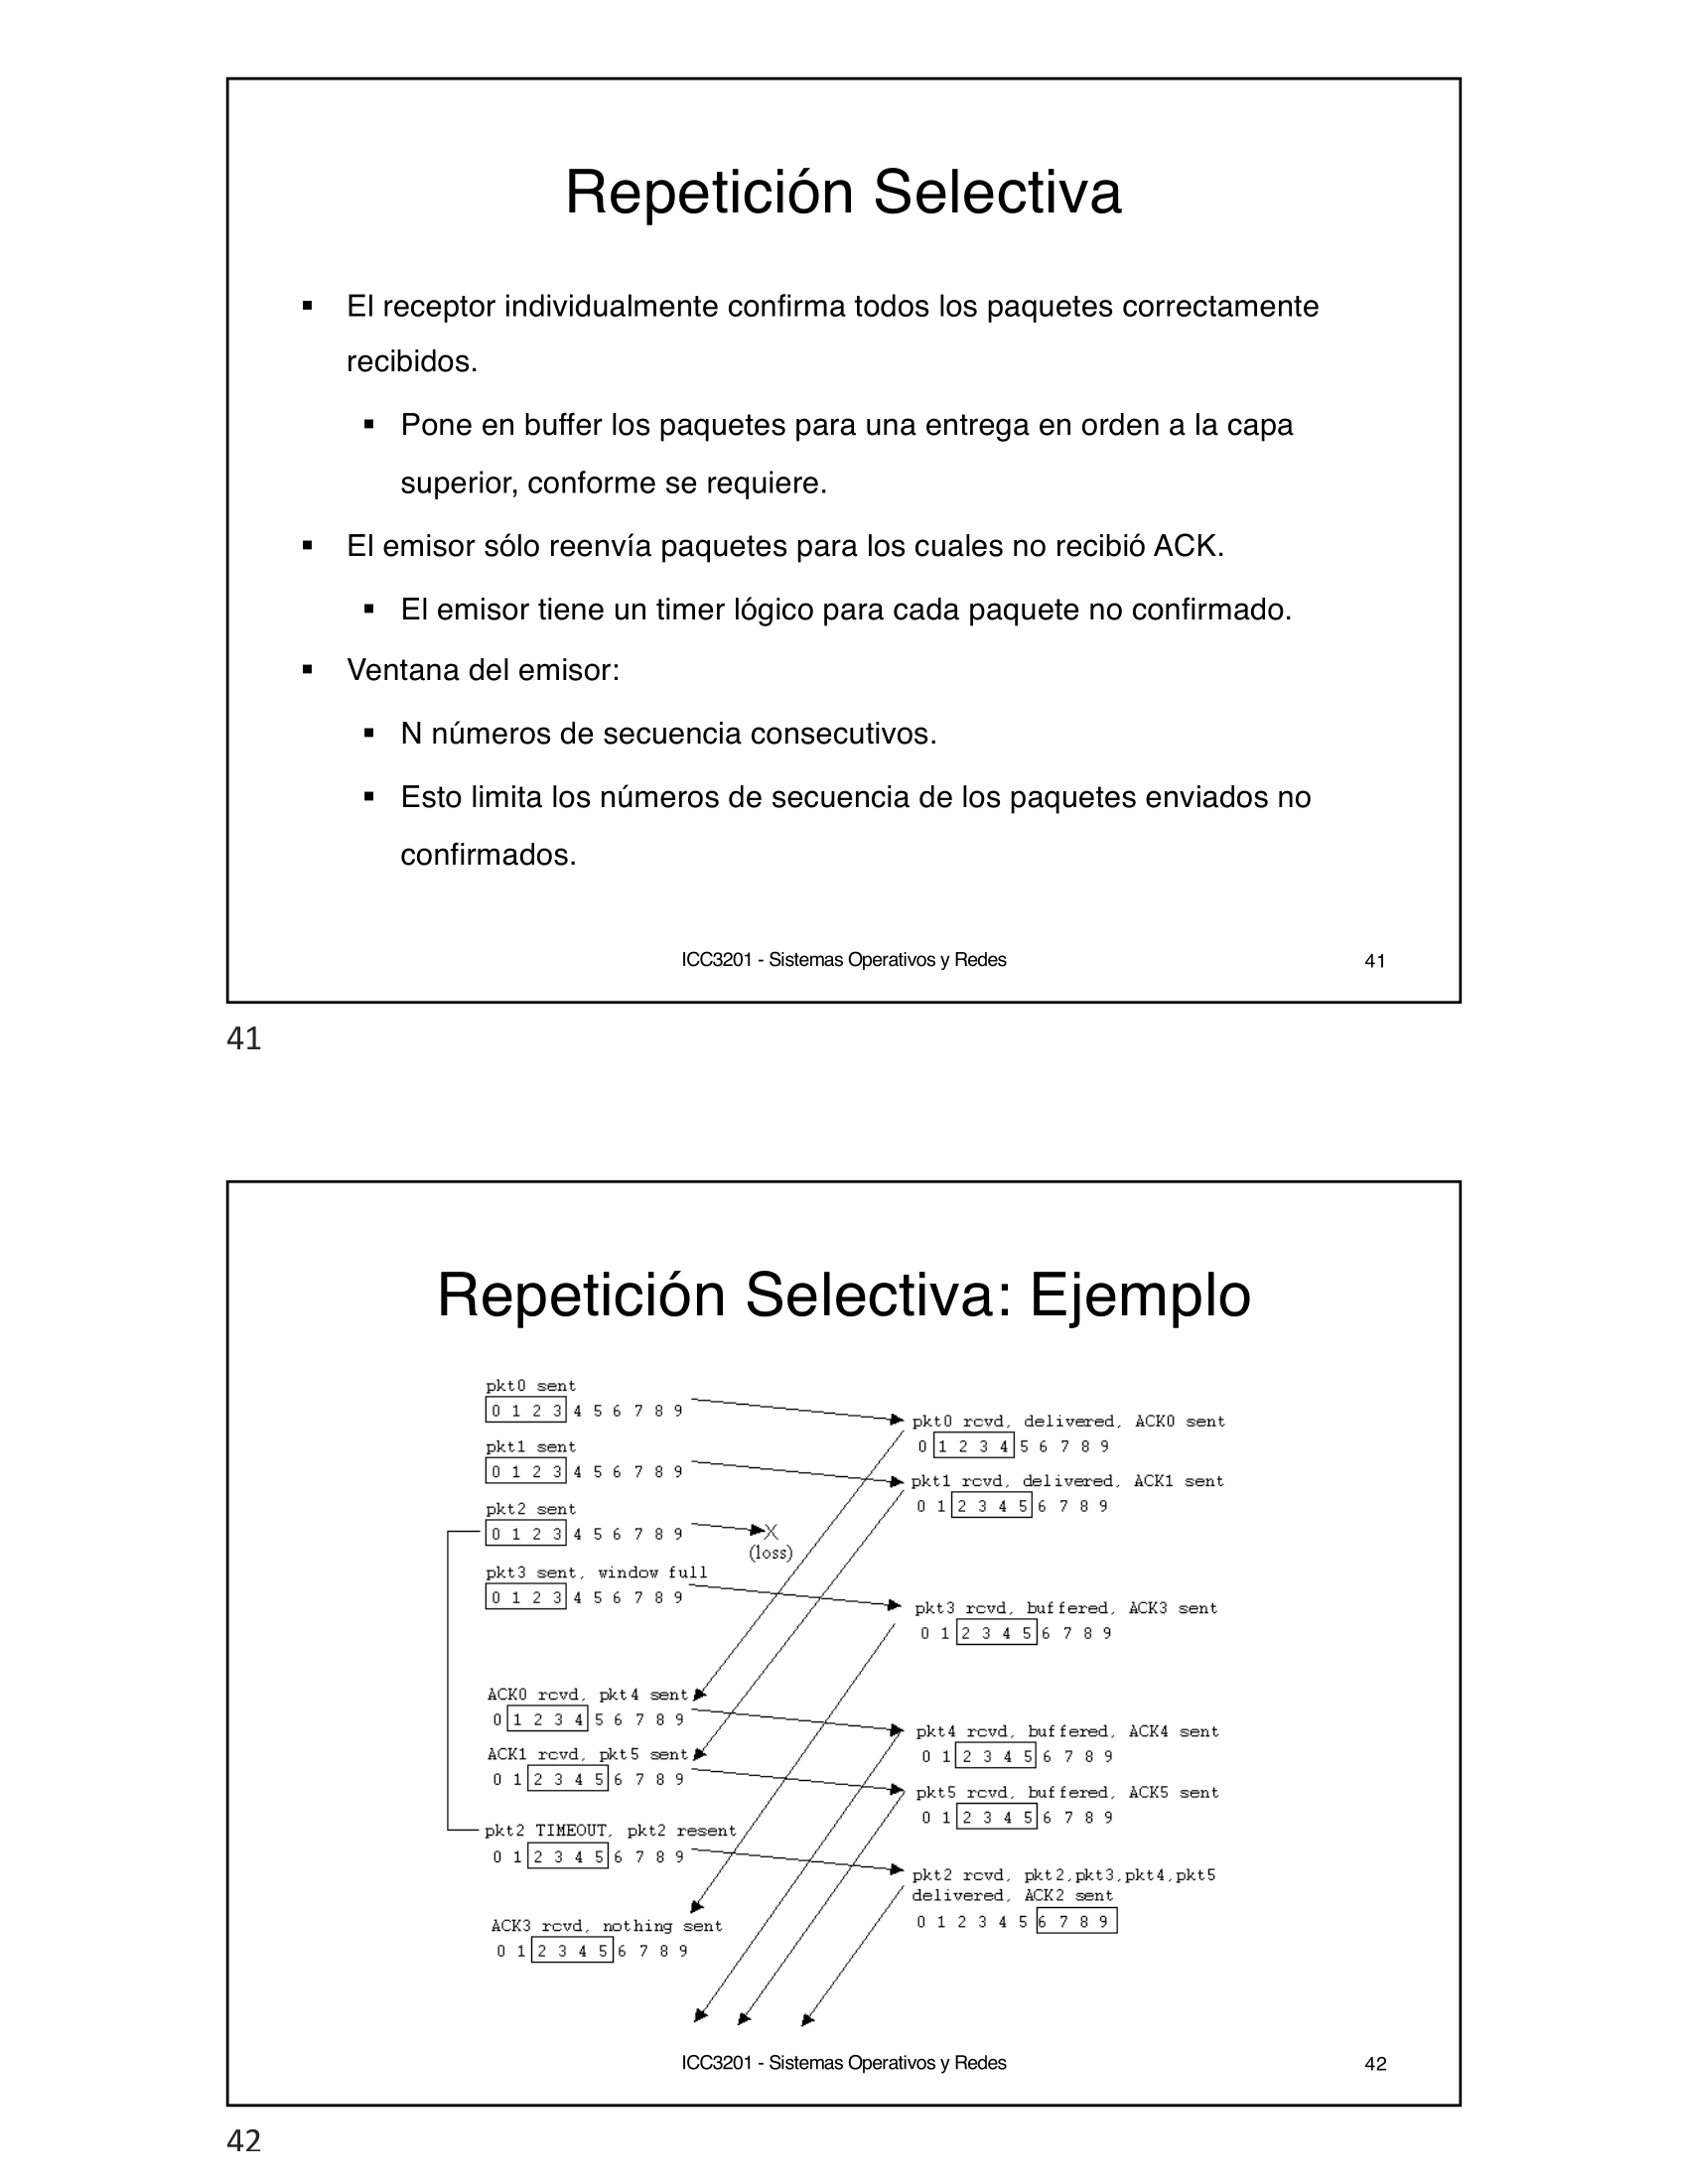 Repetición Selectiva
▪ El receptor individualmente confirma todos los paquetes correctamente
recibidos.
▪ Pone en buffer los paquetes para una entrega en orden a la capa
superior, conforme se requiere.
▪ El emisor sólo reenvía paquetes para los cuales no recibió ACK.
▪ El emisor tiene un timer lógico para cada paquete no confirmado.
▪ Ventana del emisor:
▪ N números de secuencia consecutivos.
▪ Esto limita los números de secuencia de los paquetes enviados no
confirmados.
ICC3201 - Sistemas Operativos y Redes
41
41
Repetición Selectiva: Ejemplo
pkt0 sent
0 1 2 3 4 5 6 7 8 9
pkt0 rcvd, delivered, ACK0 sent
0 1 2 3 4 5 6 7 8 9
pkt1 sent
0 1 2 3 4 5 6 7 8 9
pkt1 rcvd, delivered, ACK1 sent
0 1 2 3 4 5 6 7 8 9
pkt2 sent
0 1 2 3 4 5 6 7 8 9
X
(loss)
pkt3 sent, window full
0 1 2 3 4 5 6 7 8 9
pkt3 rcvd, buffered, ACK3 sent
0 1 2 3 4 5 6 7 8 9
ACK0 rcvd, pkt4 sent
0 1 2 3 4 5 6 7 8 9
pkt4 rcvd, buffered, ACK4 sent
0 1 2 3 4 5 6 7 8 9
ACK1 rcvd, pkt5 sent
0 1 2 3 4 5 6 7 8 9
pkt5 rcvd, buffered, ACK5 sent
0 1 2 3 4 5 6 7 8 9
pkt2 TIMEOUT, pkt2 resent
0 1 2 3 4 5 6 7 8 9
pkt2 rcvd, pkt2,pkt3,pkt4,pkt5
delivered, ACK2 sent
0 1 2 3 4 5 6 7 8 9
ACK3 rcvd, nothing sent
0 1 2 3 4 5 6 7 8 9
ICC3201 - Sistemas Operativos y Redes
42
42